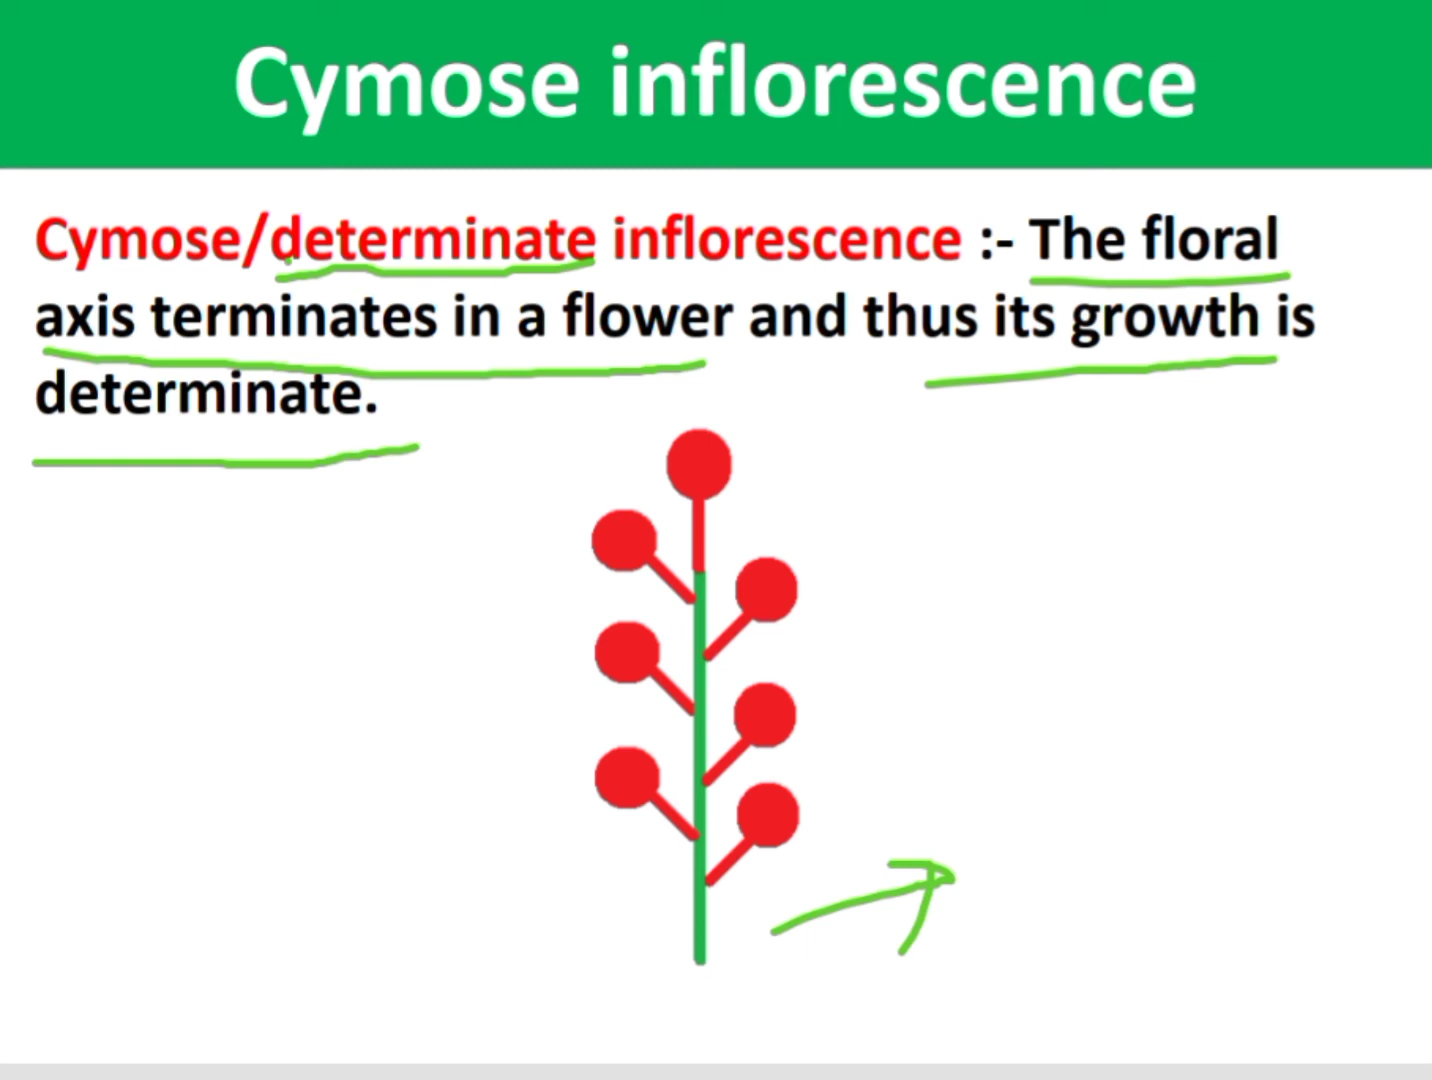 Cymose inflorescence
Cymose/determinate inflorescence :- The floral
axis terminates in a flower and thus its growth is
determinate.